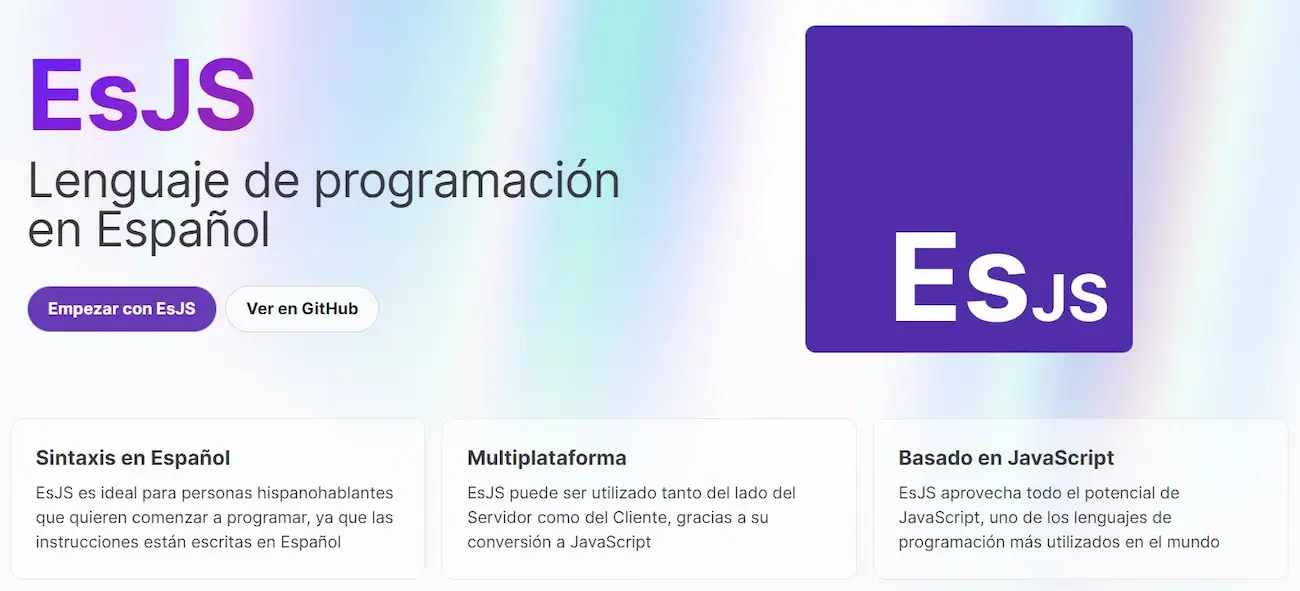 EsJS
Lenguaje de programación
en Español
Empezar con EsJS
Ver en GitHub
EsJS
Sintaxis en Español
EsJS es ideal para personas hispanohablantes
que quieren comenzar a programar, ya que las
instrucciones están escritas en Español
Multiplataforma
EsJS puede ser utilizado tanto del lado del
Servidor como del Cliente, gracias a su
conversión a JavaScript
Basado en JavaScript
EsJS aprovecha todo el potencial de
JavaScript, uno de los lenguajes de
programación más utilizados en el mundo